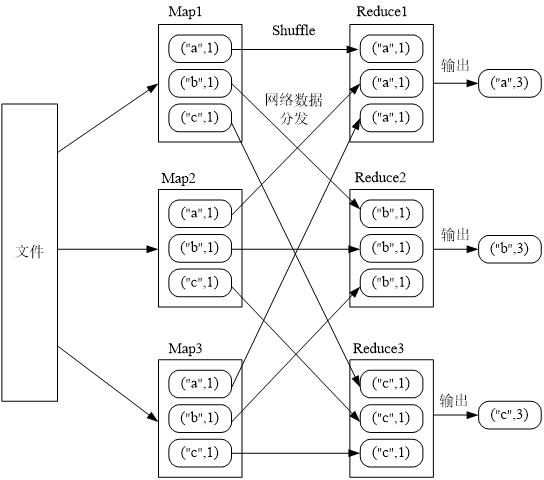 Map1
Reduce1
Shuffle
("a",1)
("a",1)
输出
("b",1)
("a",1)
("a",3)
网络数据
分发
("c",1)
("a",1)
Map2
Reduce2
("a",1)
("b",1)
输出
文件
("b",1)
("b",1)
("b",3)
("c",1)
("b",1)
Map3
Reduce3
("a",1)
("c",1)
输出
("b",1)
("c",1)
("c",3)
("c",1)
("c",1)